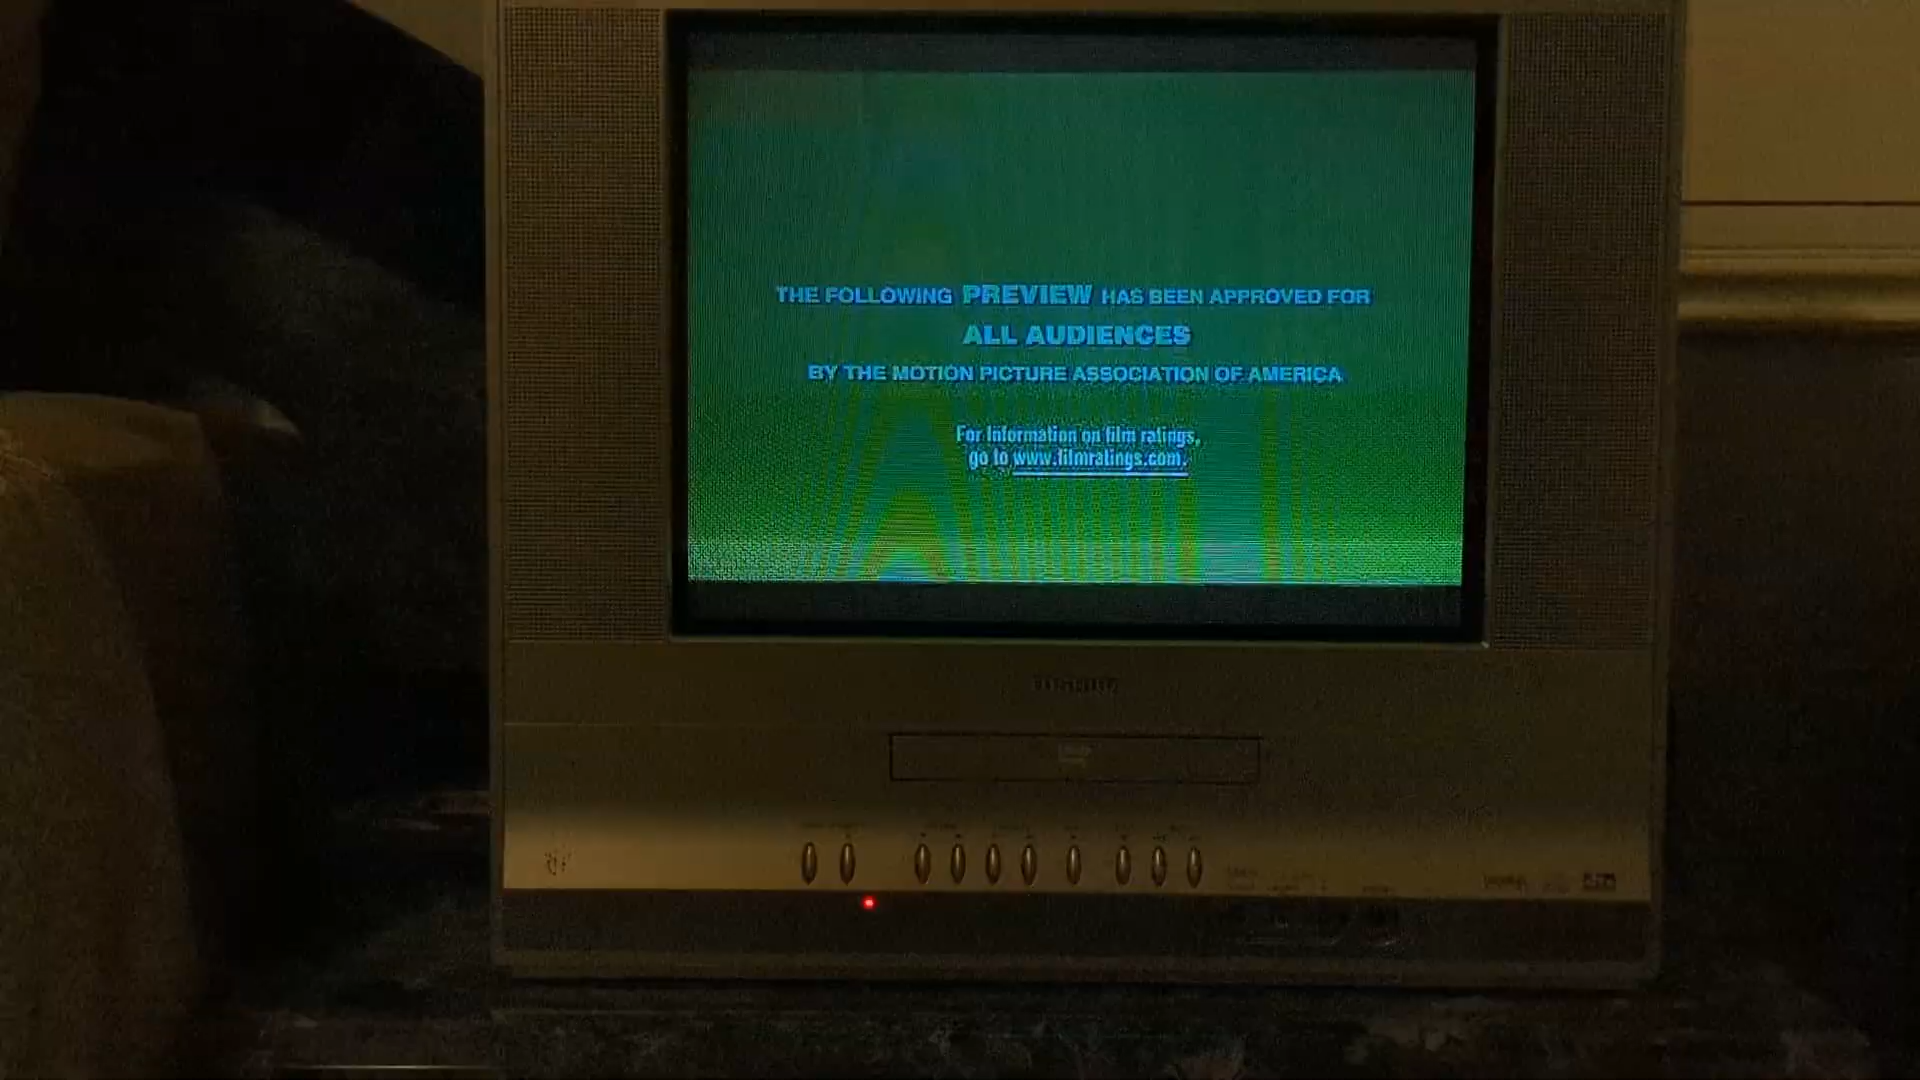 THE FOLLOWING PREVIEW HAS BEEN APPROVED FOR
ALL AUDIENCES
BY THE MOTION PICTURE ASSOCIATION OF AMERICA
For information on film ratings,
go to www.filmratings.com.
TOSHIBA